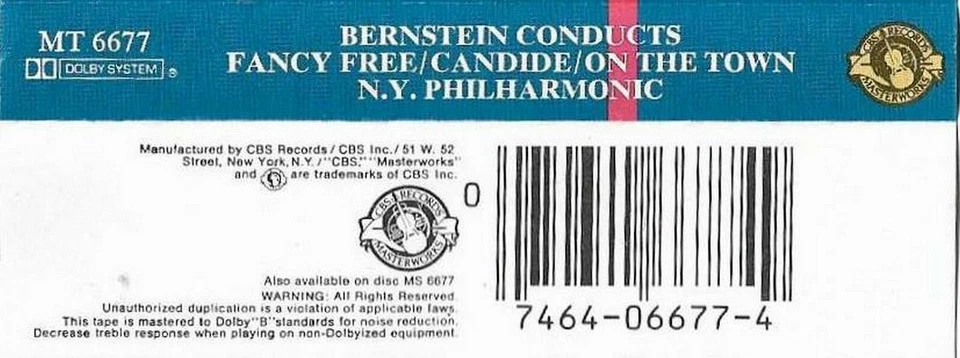 MT 6677
DOLBY SYSTEM ®
BERNSTEIN CONDUCTS
FANCY FREE/CANDIDE/ON THE TOWN
N.Y. PHILHARMONIC
CBS RECORDS
MASTERWORKS
Manufactured by CBS Records / CBS Inc. / 51 W. 52
Street, New York, N.Y. / "CBS," "Masterworks"
and are trademarks of CBS Inc.
CBS RECORDS
MASTERWORKS
Also available on disc MS 6677
WARNING: All Rights Reserved.
Unauthorized duplication is a violation of applicable laws.
This tape is mastered to Dolby "B" standards for noise reduction.
Decrease treble response when playing on non-Dolbyized equipment.
0
7464-06677-4